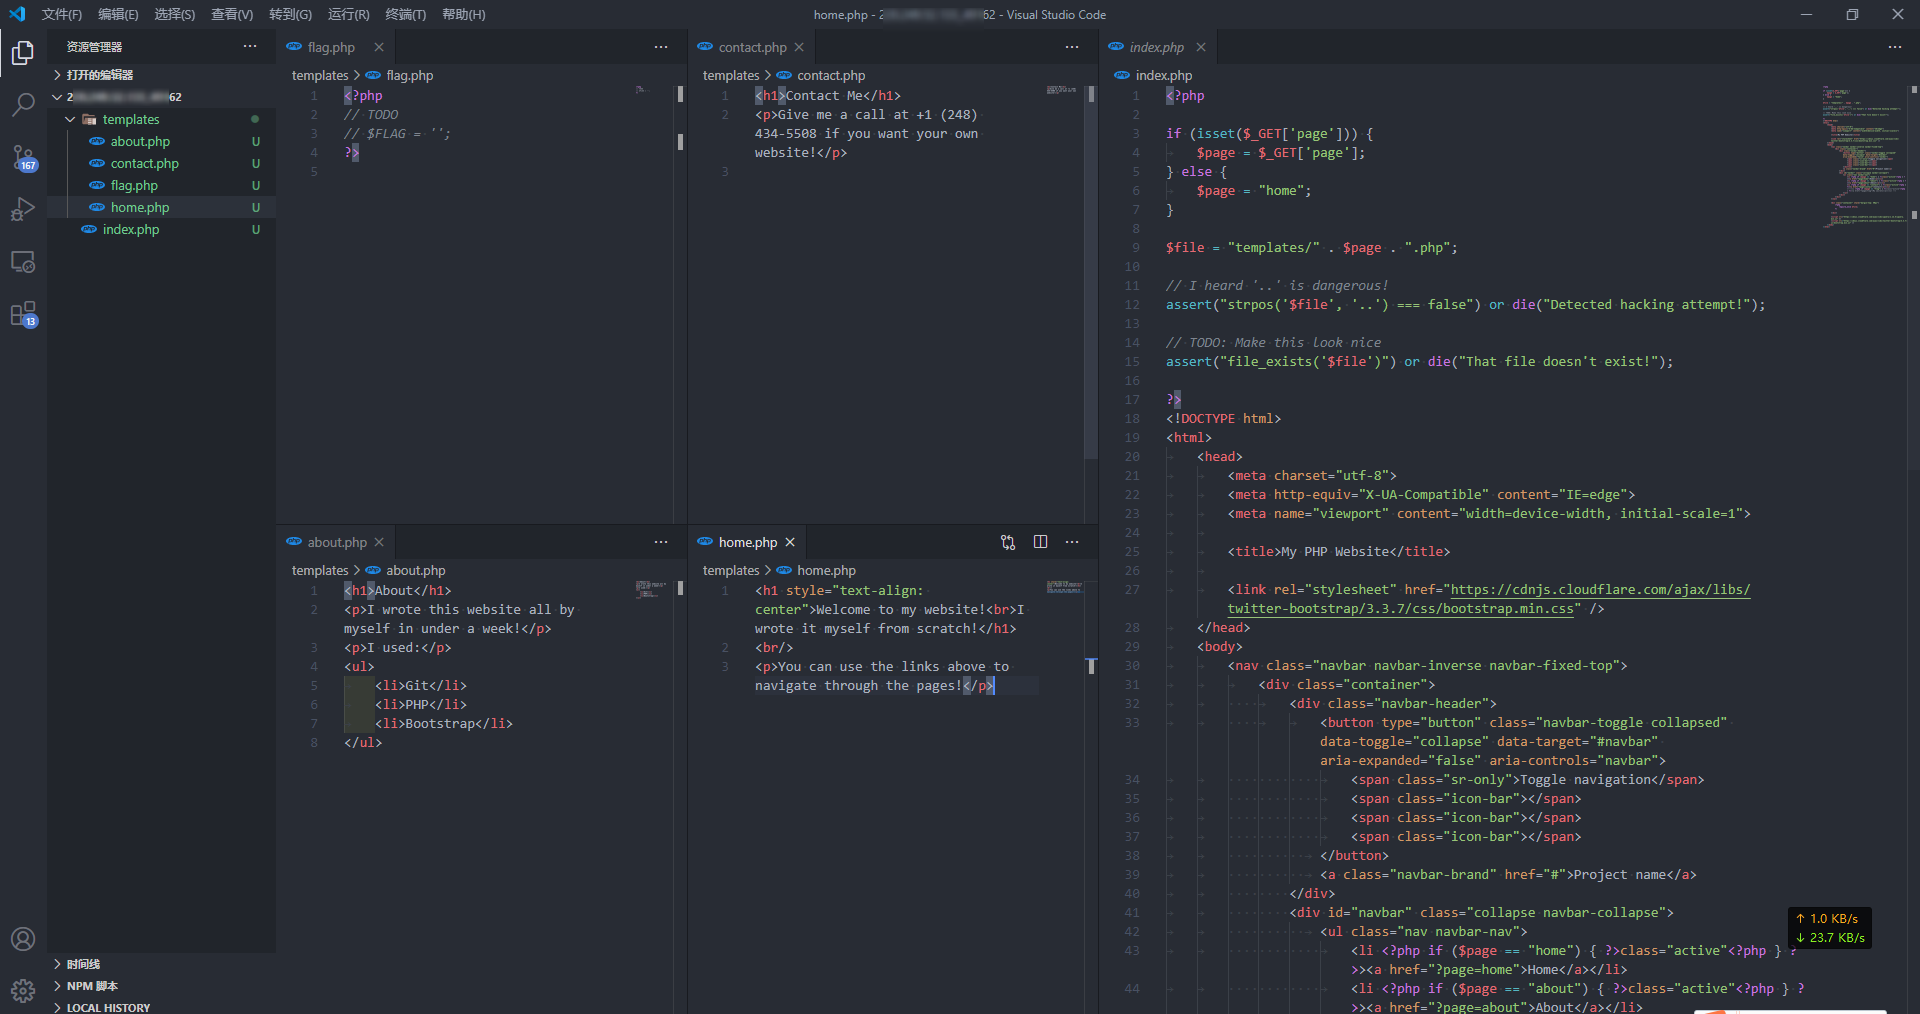 文件(F) 编辑(E) 选择(S) 查看(V) 转到(G) 运行(R) 终端(T) 帮助(H)
home.php - 2 62 - Visual Studio Code
资源管理器
打开的编辑器
2 62
templates
about.php U
contact.php U
flag.php U
home.php U
index.php U
时间线
NPM 脚本
LOCAL HISTORY
167
13
flag.php
templates > flag.php
1 <?php
2 // TODO
3 // $FLAG = '';
4 ?>
5
contact.php
templates > contact.php
1 <h1>Contact Me</h1>
2 <p>Give me a call at +1 (248)
434-5508 if you want your own
website!</p>
3
about.php
templates > about.php
1 <h1>About</h1>
2 <p>I wrote this website all by
myself in under a week!</p>
3 <p>I used:</p>
4 <ul>
5 <li>Git</li>
6 <li>PHP</li>
7 <li>Bootstrap</li>
8 </ul>
home.php
templates > home.php
1 <h1 style="text-align:
center">Welcome to my website!<br>I
wrote it myself from scratch!</h1>
2 <br/>
3 <p>You can use the links above to
navigate through the pages!</p>
index.php
index.php
1 <?php
2
3 if (isset($_GET['page'])) {
4 $page = $_GET['page'];
5 } else {
6 $page = "home";
7 }
8
9 $file = "templates/" . $page . ".php";
10
11 // I heard '..' is dangerous!
12 assert("strpos('$file', '..') === false") or die("Detected hacking attempt!");
13
14 // TODO: Make this look nice
15 assert("file_exists('$file')") or die("That file doesn't exist!");
16
17 ?>
18 <!DOCTYPE html>
19 <html>
20 <head>
21 <meta charset="utf-8">
22 <meta http-equiv="X-UA-Compatible" content="IE=edge">
23 <meta name="viewport" content="width=device-width, initial-scale=1">
24
25 <title>My PHP Website</title>
26
27 <link rel="stylesheet" href="https://cdnjs.cloudflare.com/ajax/libs/
twitter-bootstrap/3.3.7/css/bootstrap.min.css" />
28 </head>
29 <body>
30 <nav class="navbar navbar-inverse navbar-fixed-top">
31 <div class="container">
32 <div class="navbar-header">
33 <button type="button" class="navbar-toggle collapsed"
data-toggle="collapse" data-target="#navbar"
aria-expanded="false" aria-controls="navbar">
34 <span class="sr-only">Toggle navigation</span>
35 <span class="icon-bar"></span>
36 <span class="icon-bar"></span>
37 <span class="icon-bar"></span>
38 </button>
39 <a class="navbar-brand" href="#">Project name</a>
40 </div>
41 <div id="navbar" class="collapse navbar-collapse">
42 <ul class="nav navbar-nav">
43 <li <?php if ($page == "home") { ?>class="active"<?php } ?
>><a href="?page=home">Home</a></li>
44 <li <?php if ($page == "about") { ?>class="active"<?php } ?
>><a href="?page=about">About</a></li>
↑ 1.0 KB/s
↓ 23.7 KB/s